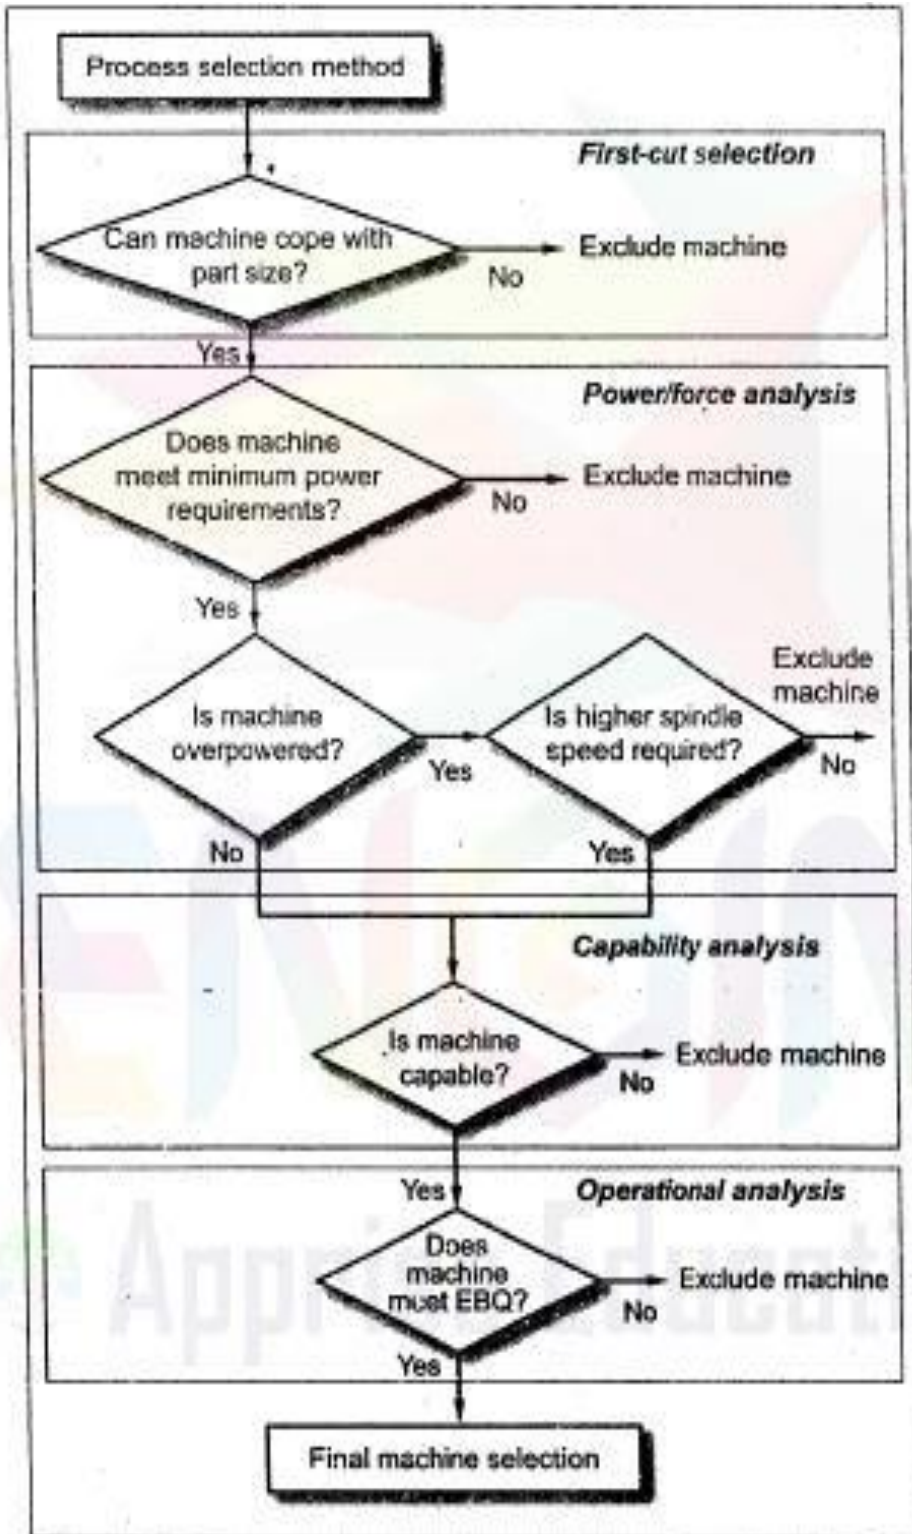 Process selection method
First-cut selection
Can machine cope with
part size?
No
Exclude machine
Yes
Power/force analysis
Does machine
meet minimum power
requirements?
No
Exclude machine
Yes
Is machine
overpowered?
Yes
Is higher spindle
speed required?
Exclude
machine
No
No
Yes
Capability analysis
Is machine
capable?
No
Exclude machine
Yes
Operational analysis
Does
machine
meet EBQ?
No
Exclude machine
Yes
Final machine selection